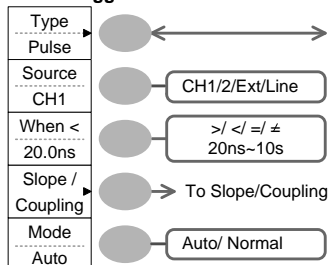 Type
Pulse
Source
CH1
CH1/2/Ext/Line
When <
20.0ns
>/ </ =/ ≠
20ns~10s
Slope /
Coupling
To Slope/Coupling
Mode
Auto
Auto/ Normal